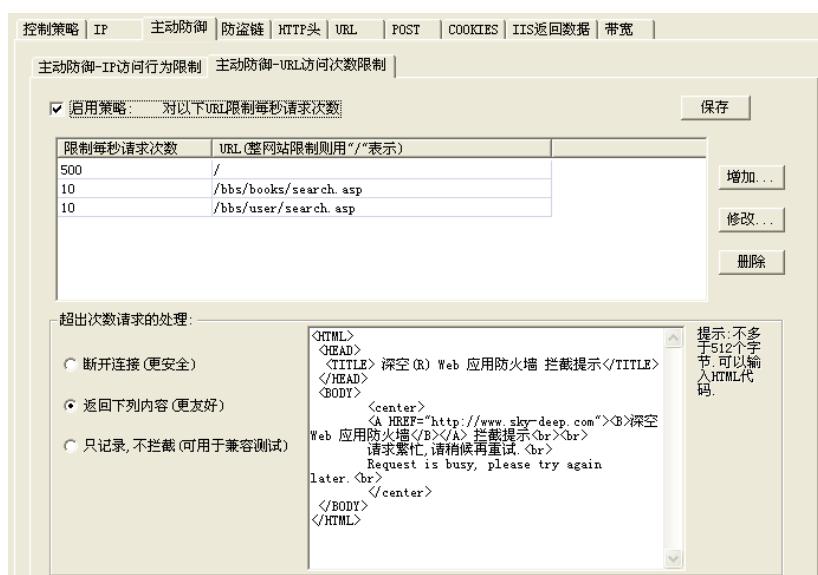 控制策略 IP 主动防御 防盗链 HTTP头 URL POST COOKIES IIS返回数据 带宽
主动防御-IP访问行为限制 主动防御-URL访问次数限制
启用策略: 对以下URL限制每秒请求次数
保存
限制每秒请求次数 URL(整网站限制则用"/"表示)
500 /
10 /bbs/books/search.asp
10 /bbs/user/search.asp
增加...
修改...
删除
超出次数请求的处理:
断开连接(更安全)
返回下列内容(更友好)
只记录,不拦截(可用于兼容测试)
<HTML>
<HEAD>
<TITLE> 深空(R) Web 应用防火墙 拦截提示</TITLE>
</HEAD>
<BODY>
<center>
<A HREF="http://www.sky-deep.com"><B>深空
Web 应用防火墙</B></A> 拦截提示<br><br>
请求繁忙,请稍候再重试.<br>
Request is busy, please try again
later.<br>
</center>
</BODY>
</HTML>
提示:不多
于512个字
节.可以输
入HTML代
码.